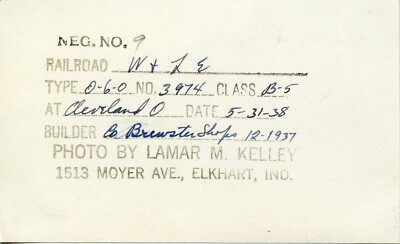 NEG. NO. 9
RAILROAD W & L E
TYPE 0-6-0 NO. 3974 CLASS B-5
AT Cleveland O DATE 5-31-38
BUILDER Co Brewster Shops 12-1937
PHOTO BY LAMAR M. KELLEY
1513 MOYER AVE., ELKHART, IND.